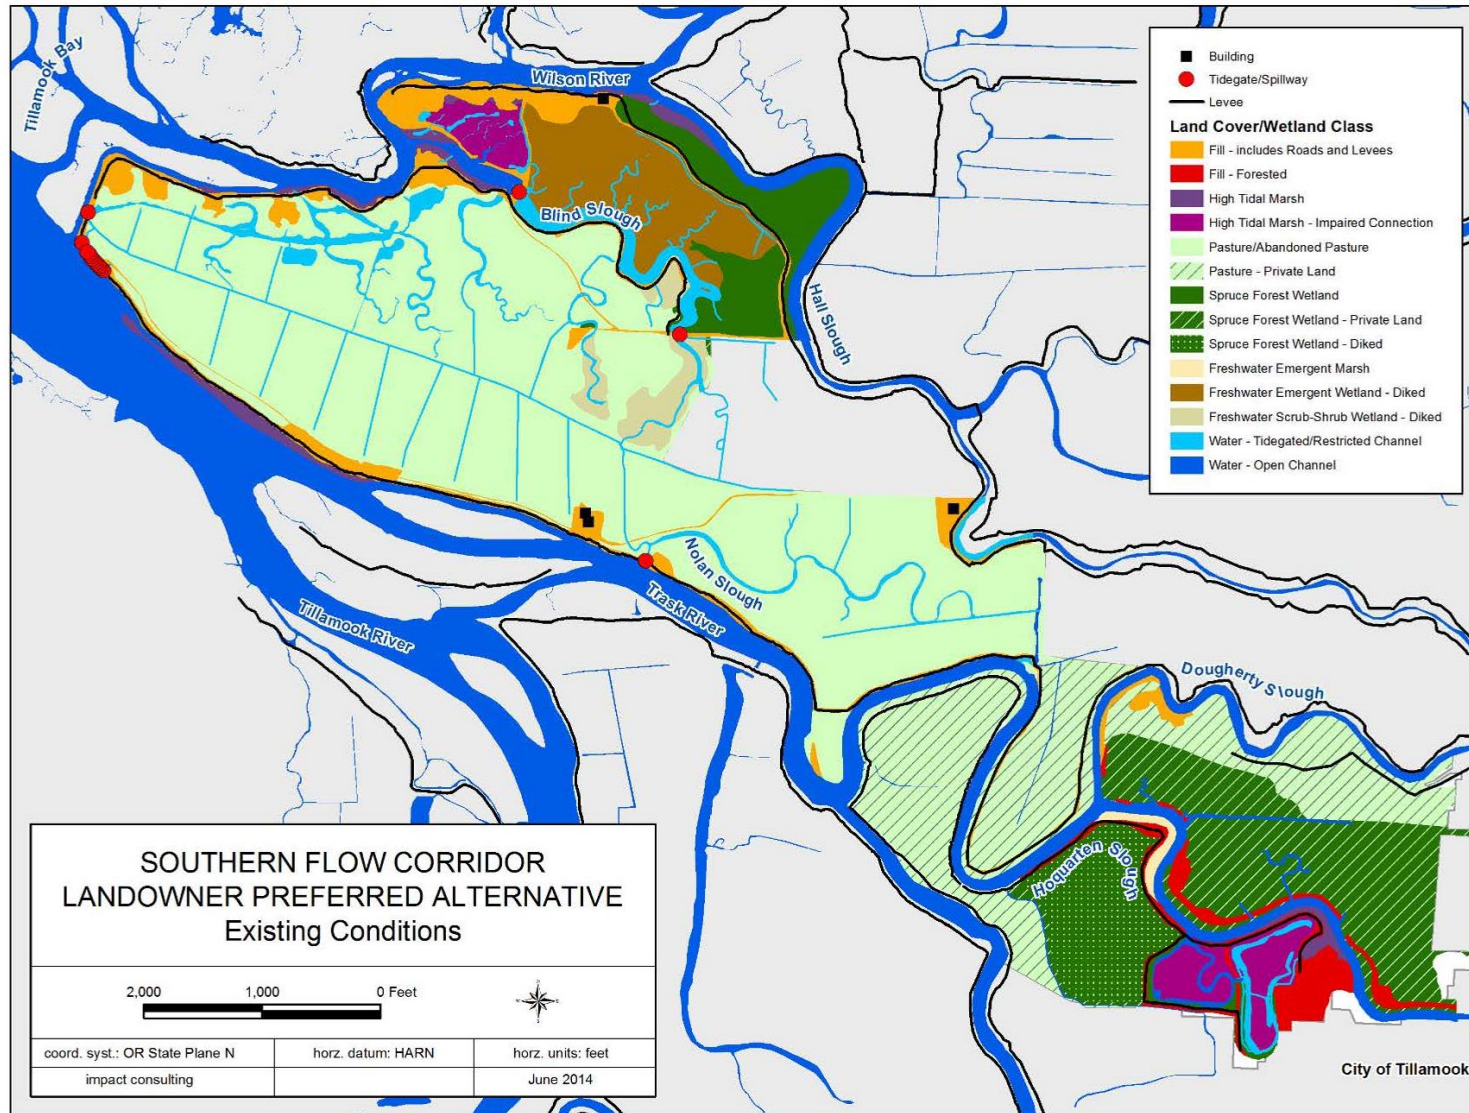 Tillamook Bay
Wilson River
Blind Slough
Hall Slough
Nolan Slough
Trask River
Tillamook River
Dougherty Slough
Hoquarten Slough
City of Tillamook
Building
Tidegate/Spillway
Levee
Land Cover/Wetland Class
Fill - includes Roads and Levees
Fill - Forested
High Tidal Marsh
High Tidal Marsh - Impaired Connection
Pasture/Abandoned Pasture
Pasture - Private Land
Spruce Forest Wetland
Spruce Forest Wetland - Private Land
Spruce Forest Wetland - Diked
Freshwater Emergent Marsh
Freshwater Emergent Wetland - Diked
Freshwater Scrub-Shrub Wetland - Diked
Water - Tidegated/Restricted Channel
Water - Open Channel
SOUTHERN FLOW CORRIDOR
LANDOWNER PREFERRED ALTERNATIVE
Existing Conditions
2,000 1,000 0 Feet
coord. syst.: OR State Plane N horz. datum: HARN horz. units: feet
impact consulting June 2014